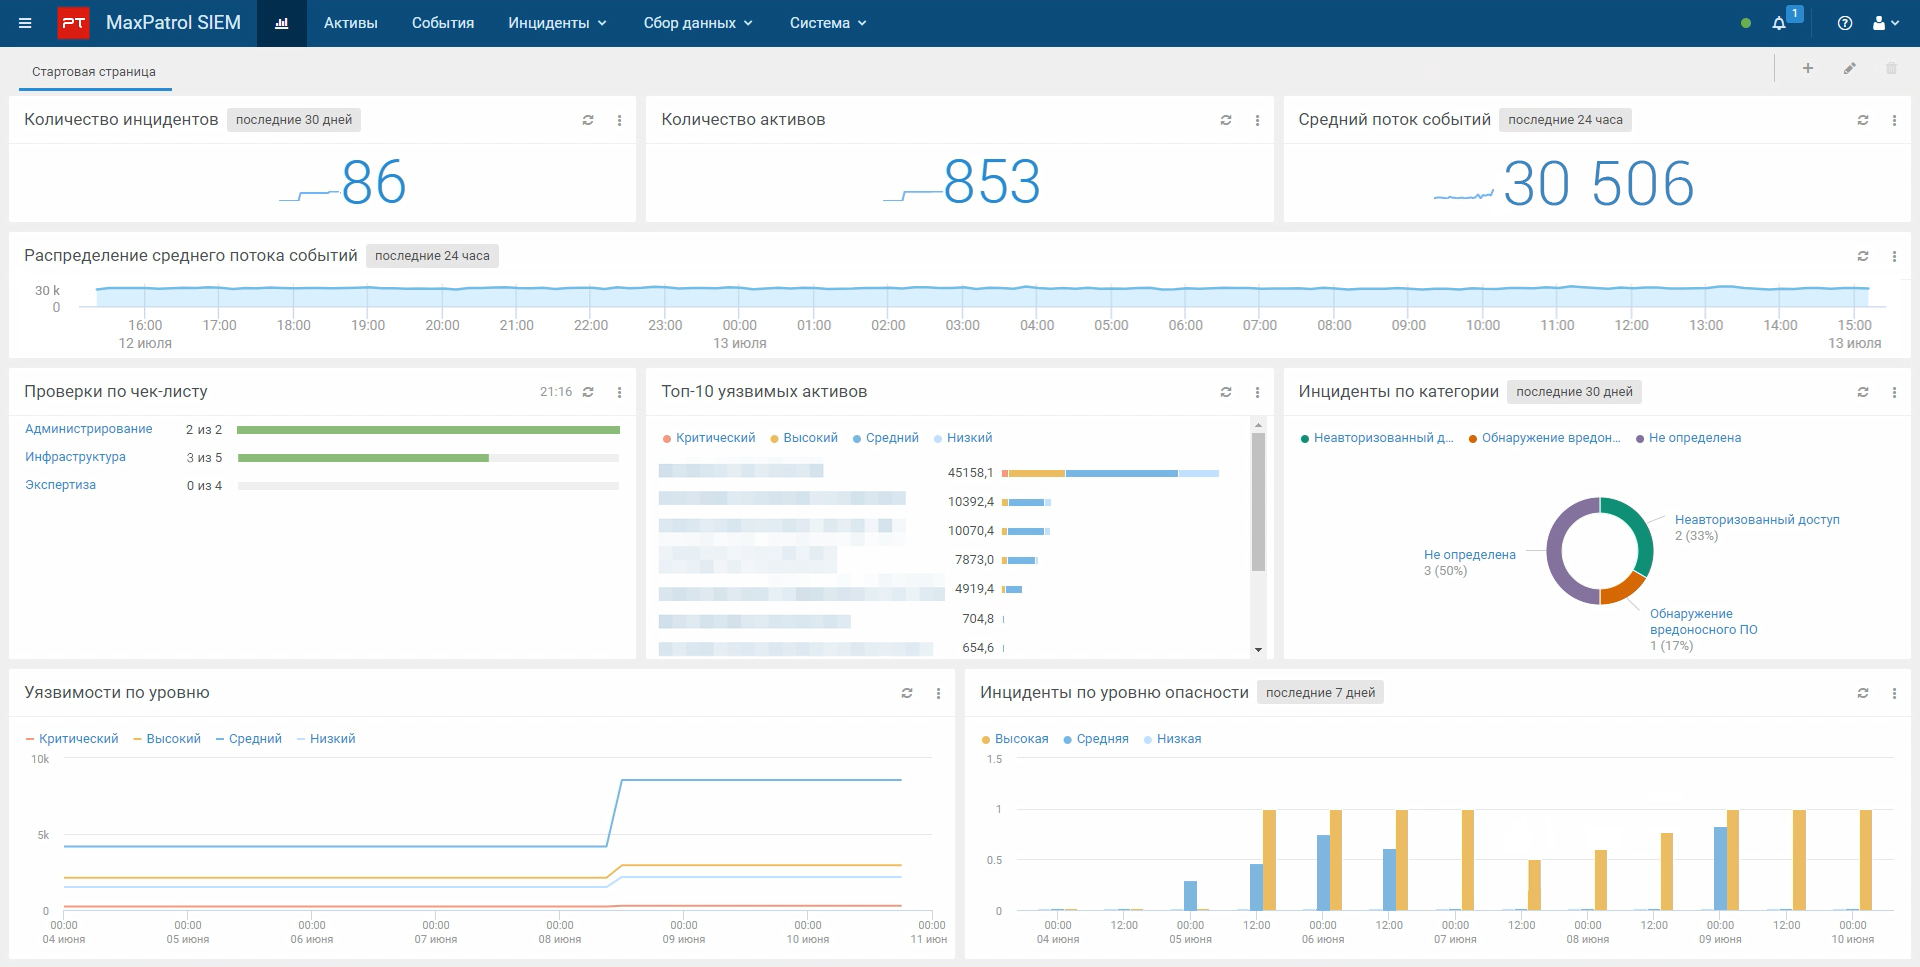 PT MaxPatrol SIEM Активы События Инциденты Сбор данных Система 1
Стартовая страница
Количество инцидентов последние 30 дней
86
Количество активов
853
Средний поток событий последние 24 часа
30 506
Распределение среднего потока событий последние 24 часа
30 k
0
16:00 17:00 18:00 19:00 20:00 21:00 22:00 23:00 00:00 01:00 02:00 03:00 04:00 05:00 06:00 07:00 08:00 09:00 10:00 11:00 12:00 13:00 14:00 15:00
12 июля 13 июля 13 июля
Проверки по чек-листу 21:16
Администрирование 2 из 2
Инфраструктура 3 из 5
Экспертиза 0 из 4
Топ-10 уязвимых активов
Критический Высокий Средний Низкий
45158,1
10392,4
10070,4
7873,0
4919,4
704,8
654,6
Инциденты по категории последние 30 дней
Неавторизованный д... Обнаружение вредон... Не определена
Неавторизованный доступ
2 (33%)
Не определена
3 (50%)
Обнаружение
вредоносного ПО
1 (17%)
Уязвимости по уровню
Критический Высокий Средний Низкий
10k
5k
0
00:00 00:00 00:00 00:00 00:00 00:00 00:00 00:00
04 июня 05 июня 06 июня 07 июня 08 июня 09 июня 10 июня 11 июн
Инциденты по уровню опасности последние 7 дней
Высокая Средняя Низкая
1.5
1
0.5
0
00:00 12:00 00:00 12:00 00:00 12:00 00:00 12:00 00:00 12:00 00:00 12:00 00:00
04 июня 05 июня 06 июня 07 июня 08 июня 09 июня 10 июня